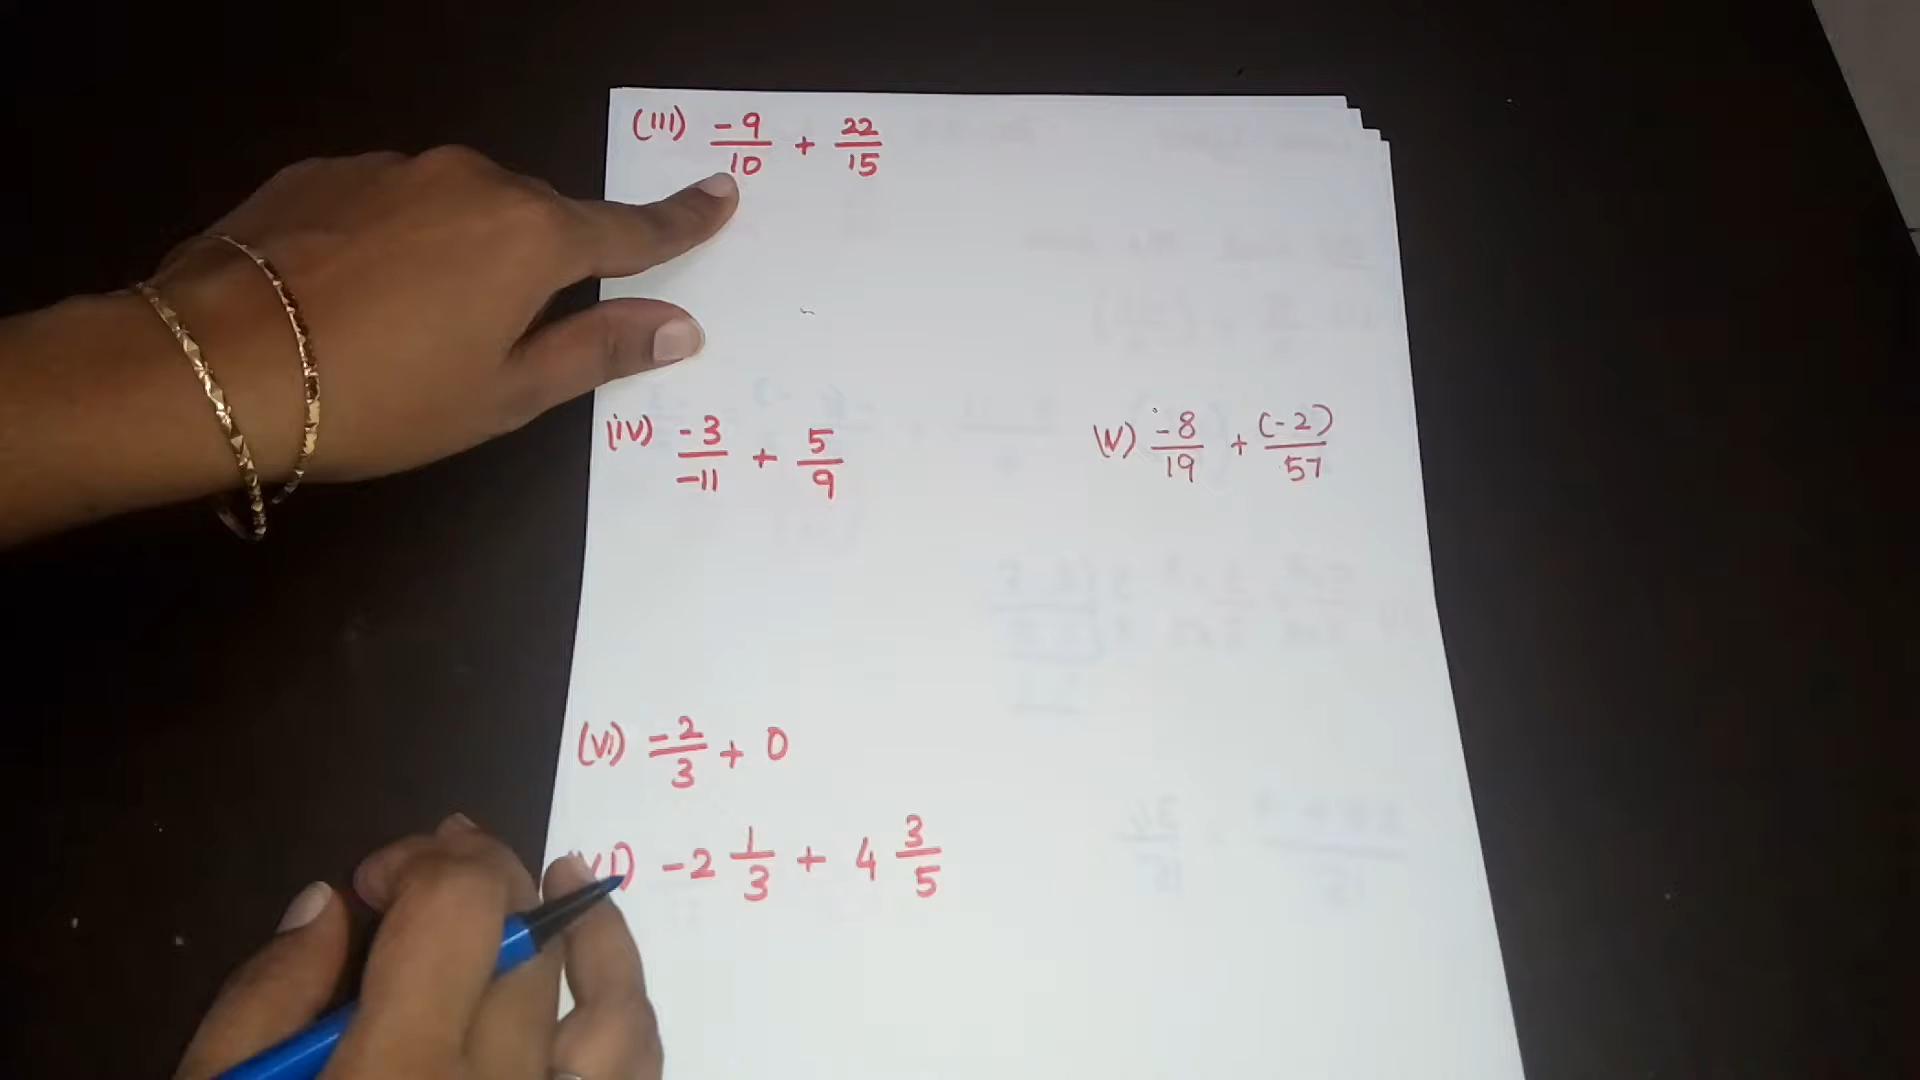 (iii) -9/10 + 22/15
(iv) -3/-11 + 5/9
(v) -8/19 + (-2)/57
(vi) -2/3 + 0
-2 1/3 + 4 3/5